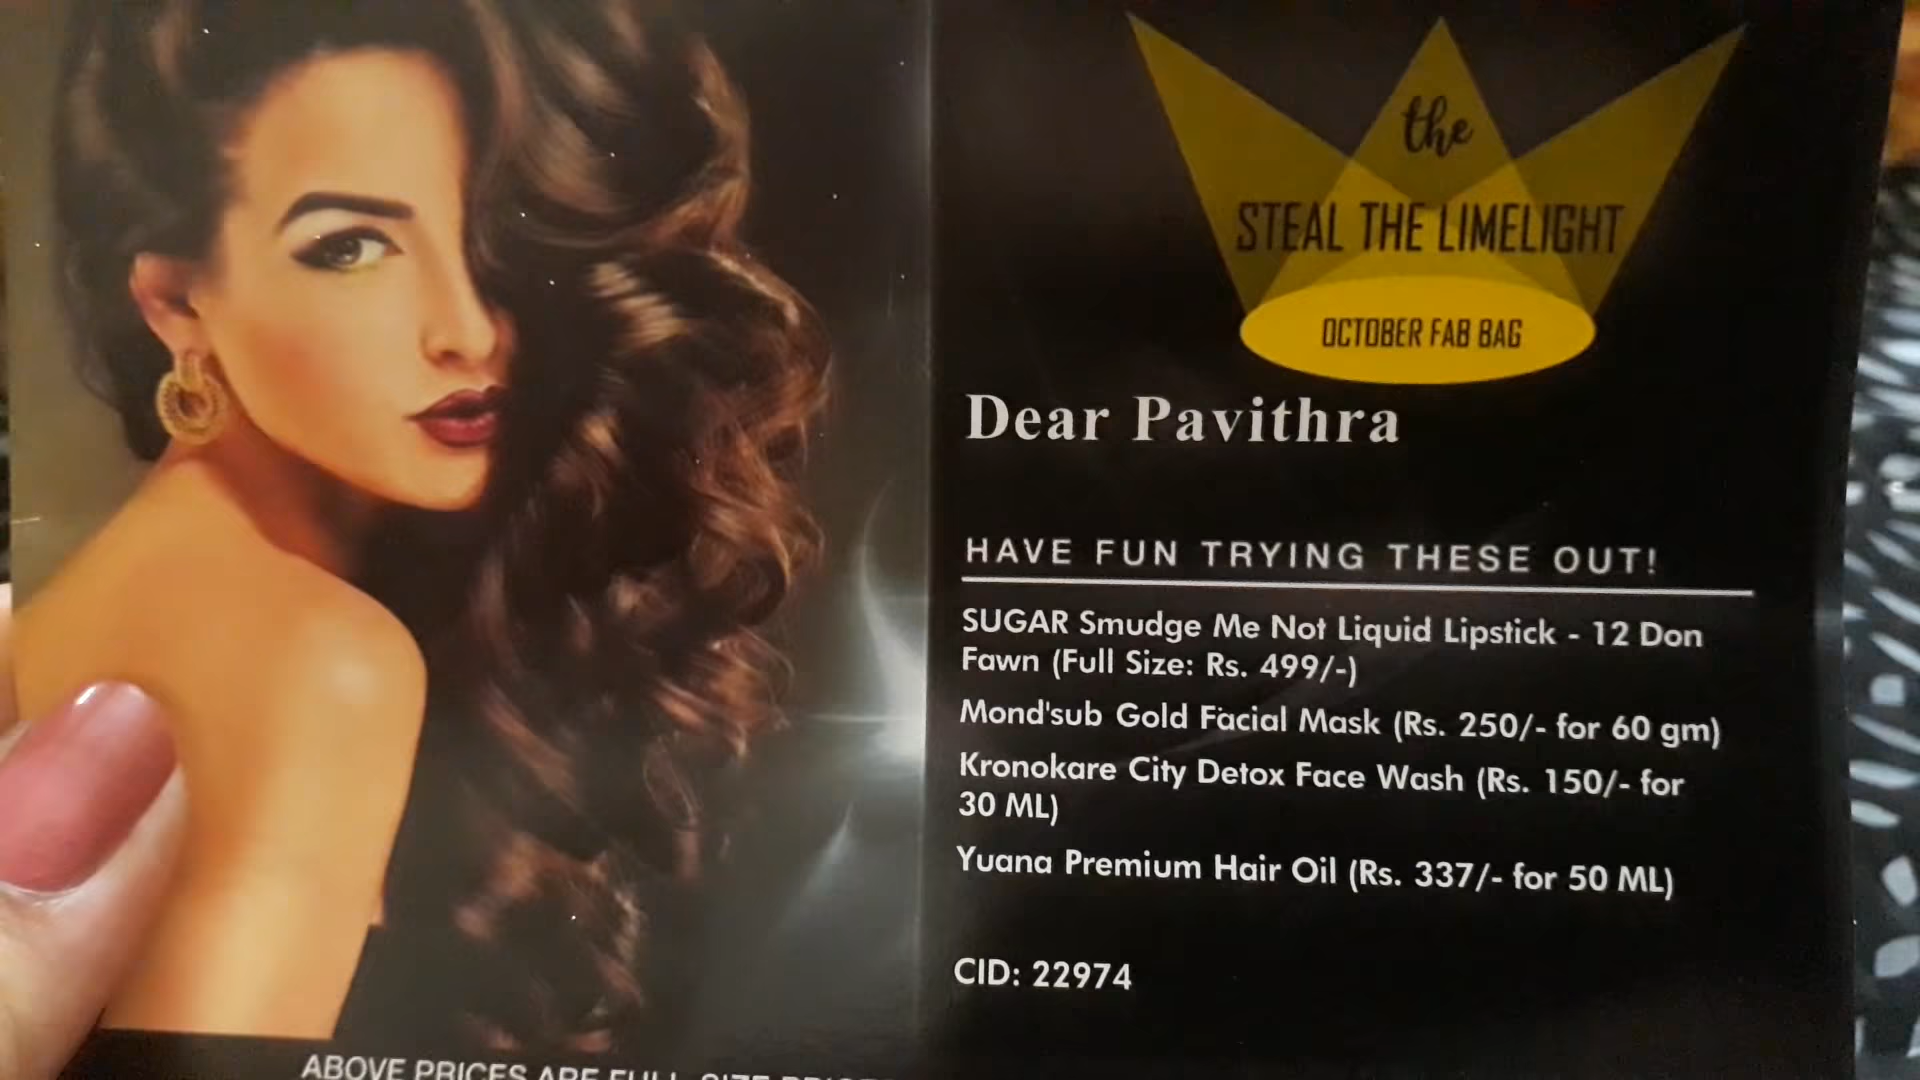 the
STEAL THE LIMELIGHT
OCTOBER FAB BAG
Dear Pavithra
HAVE FUN TRYING THESE OUT!
SUGAR Smudge Me Not Liquid Lipstick - 12 Don
Fawn (Full Size: Rs. 499/-)
Mond'sub Gold Facial Mask (Rs. 250/- for 60 gm)
Kronokare City Detox Face Wash (Rs. 150/- for
30 ML)
Yuana Premium Hair Oil (Rs. 337/- for 50 ML)
CID: 22974
ABOVE PRICES ARE FULL SIZE